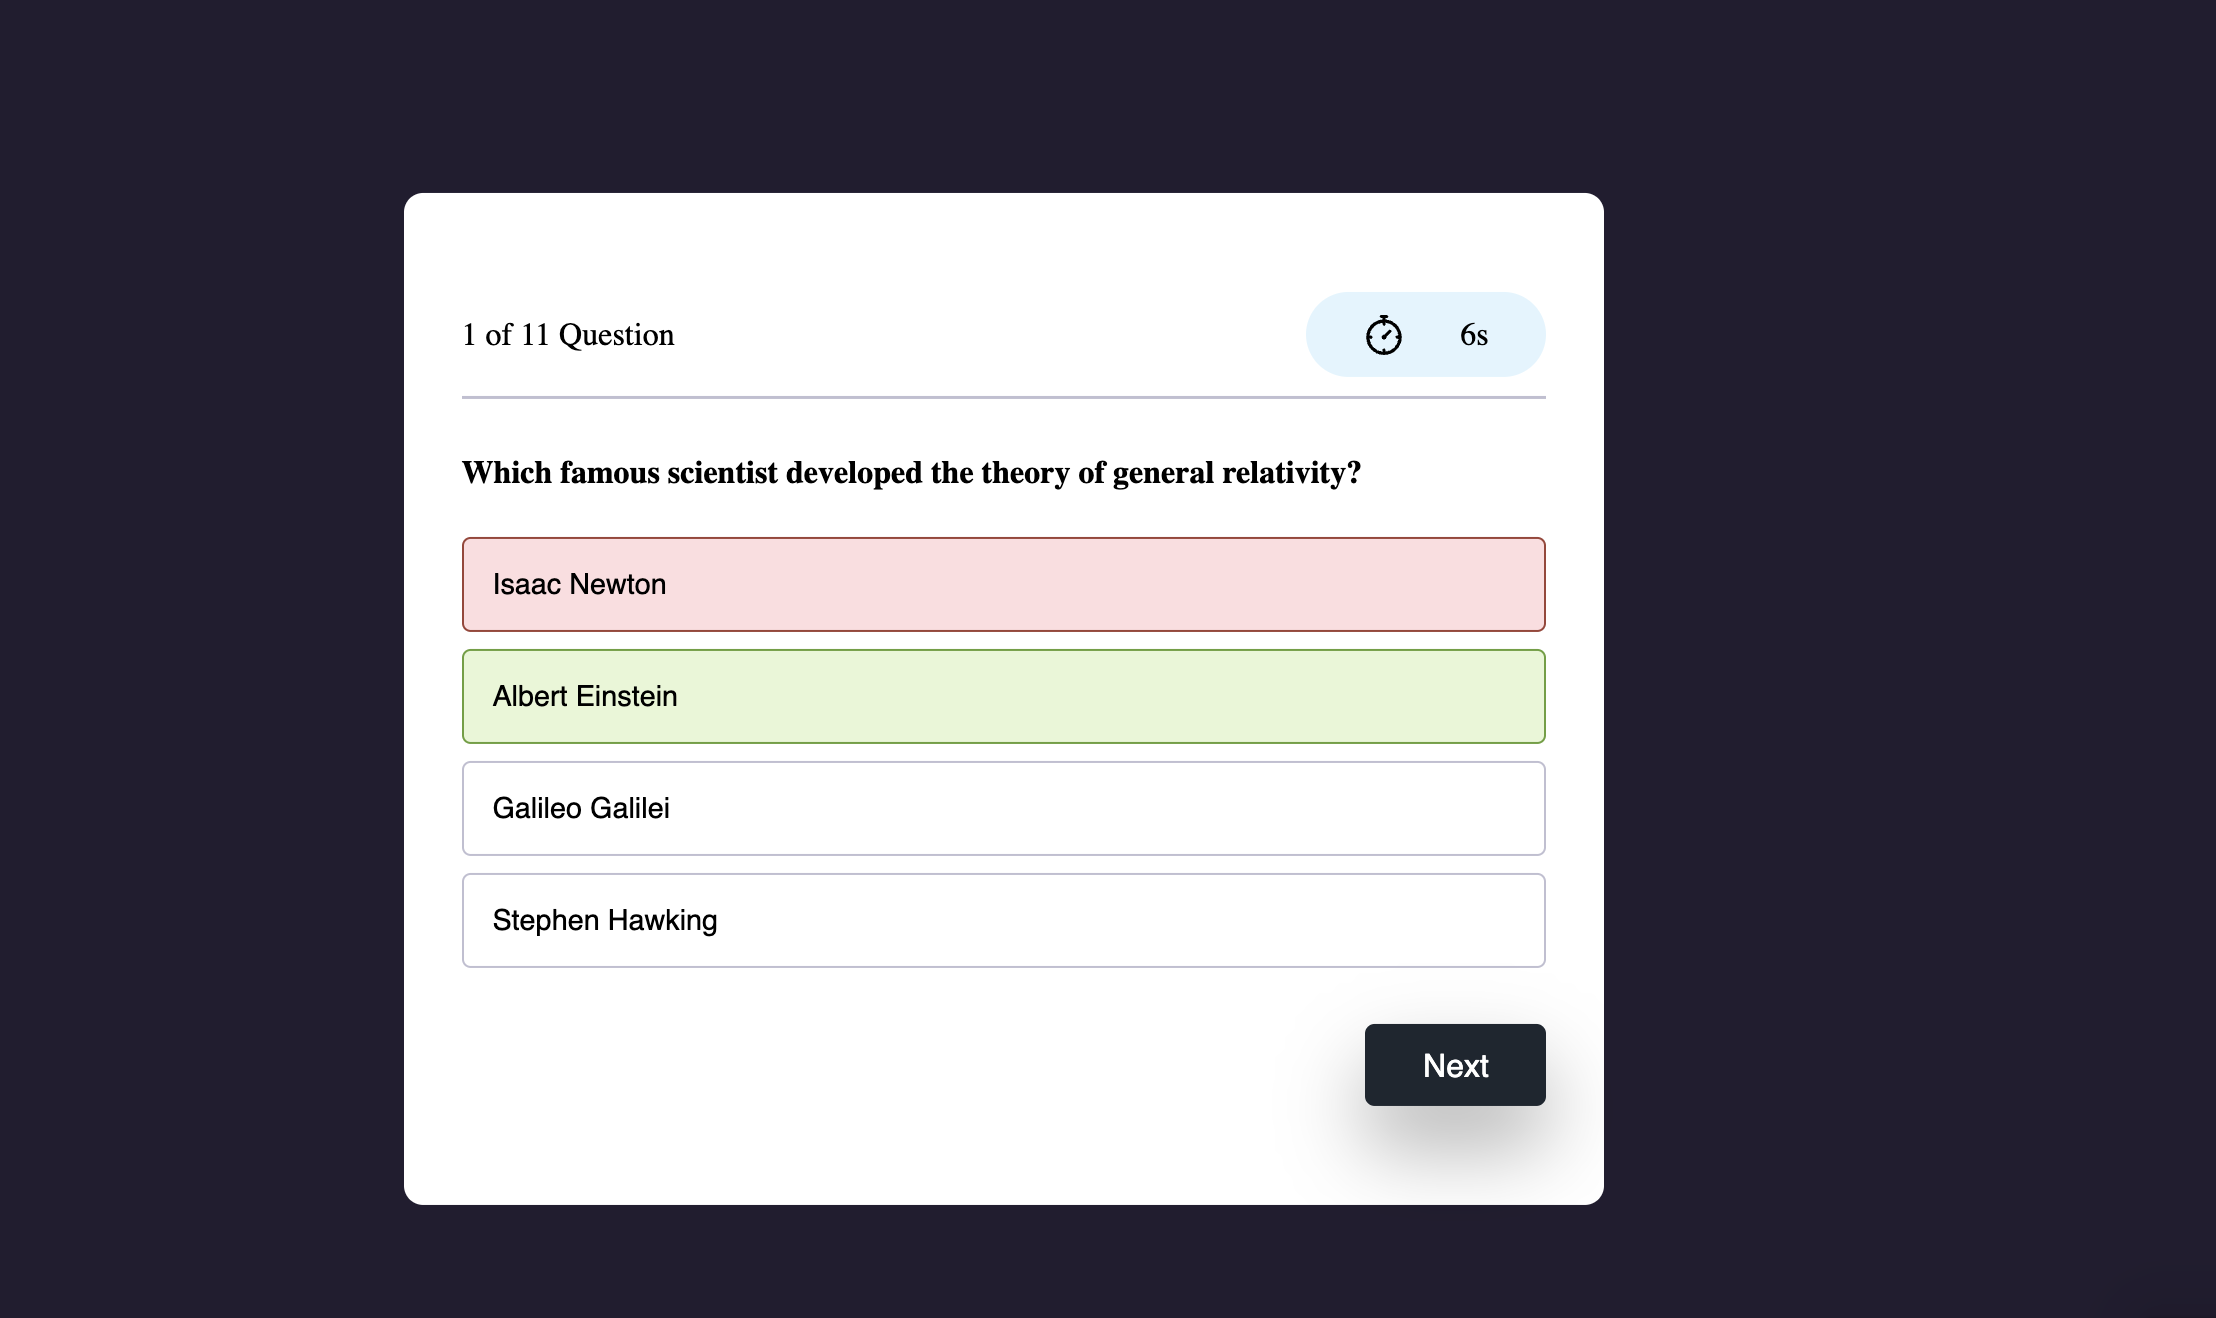 1 of 11 Question
6s
Which famous scientist developed the theory of general relativity?
Isaac Newton
Albert Einstein
Galileo Galilei
Stephen Hawking
Next